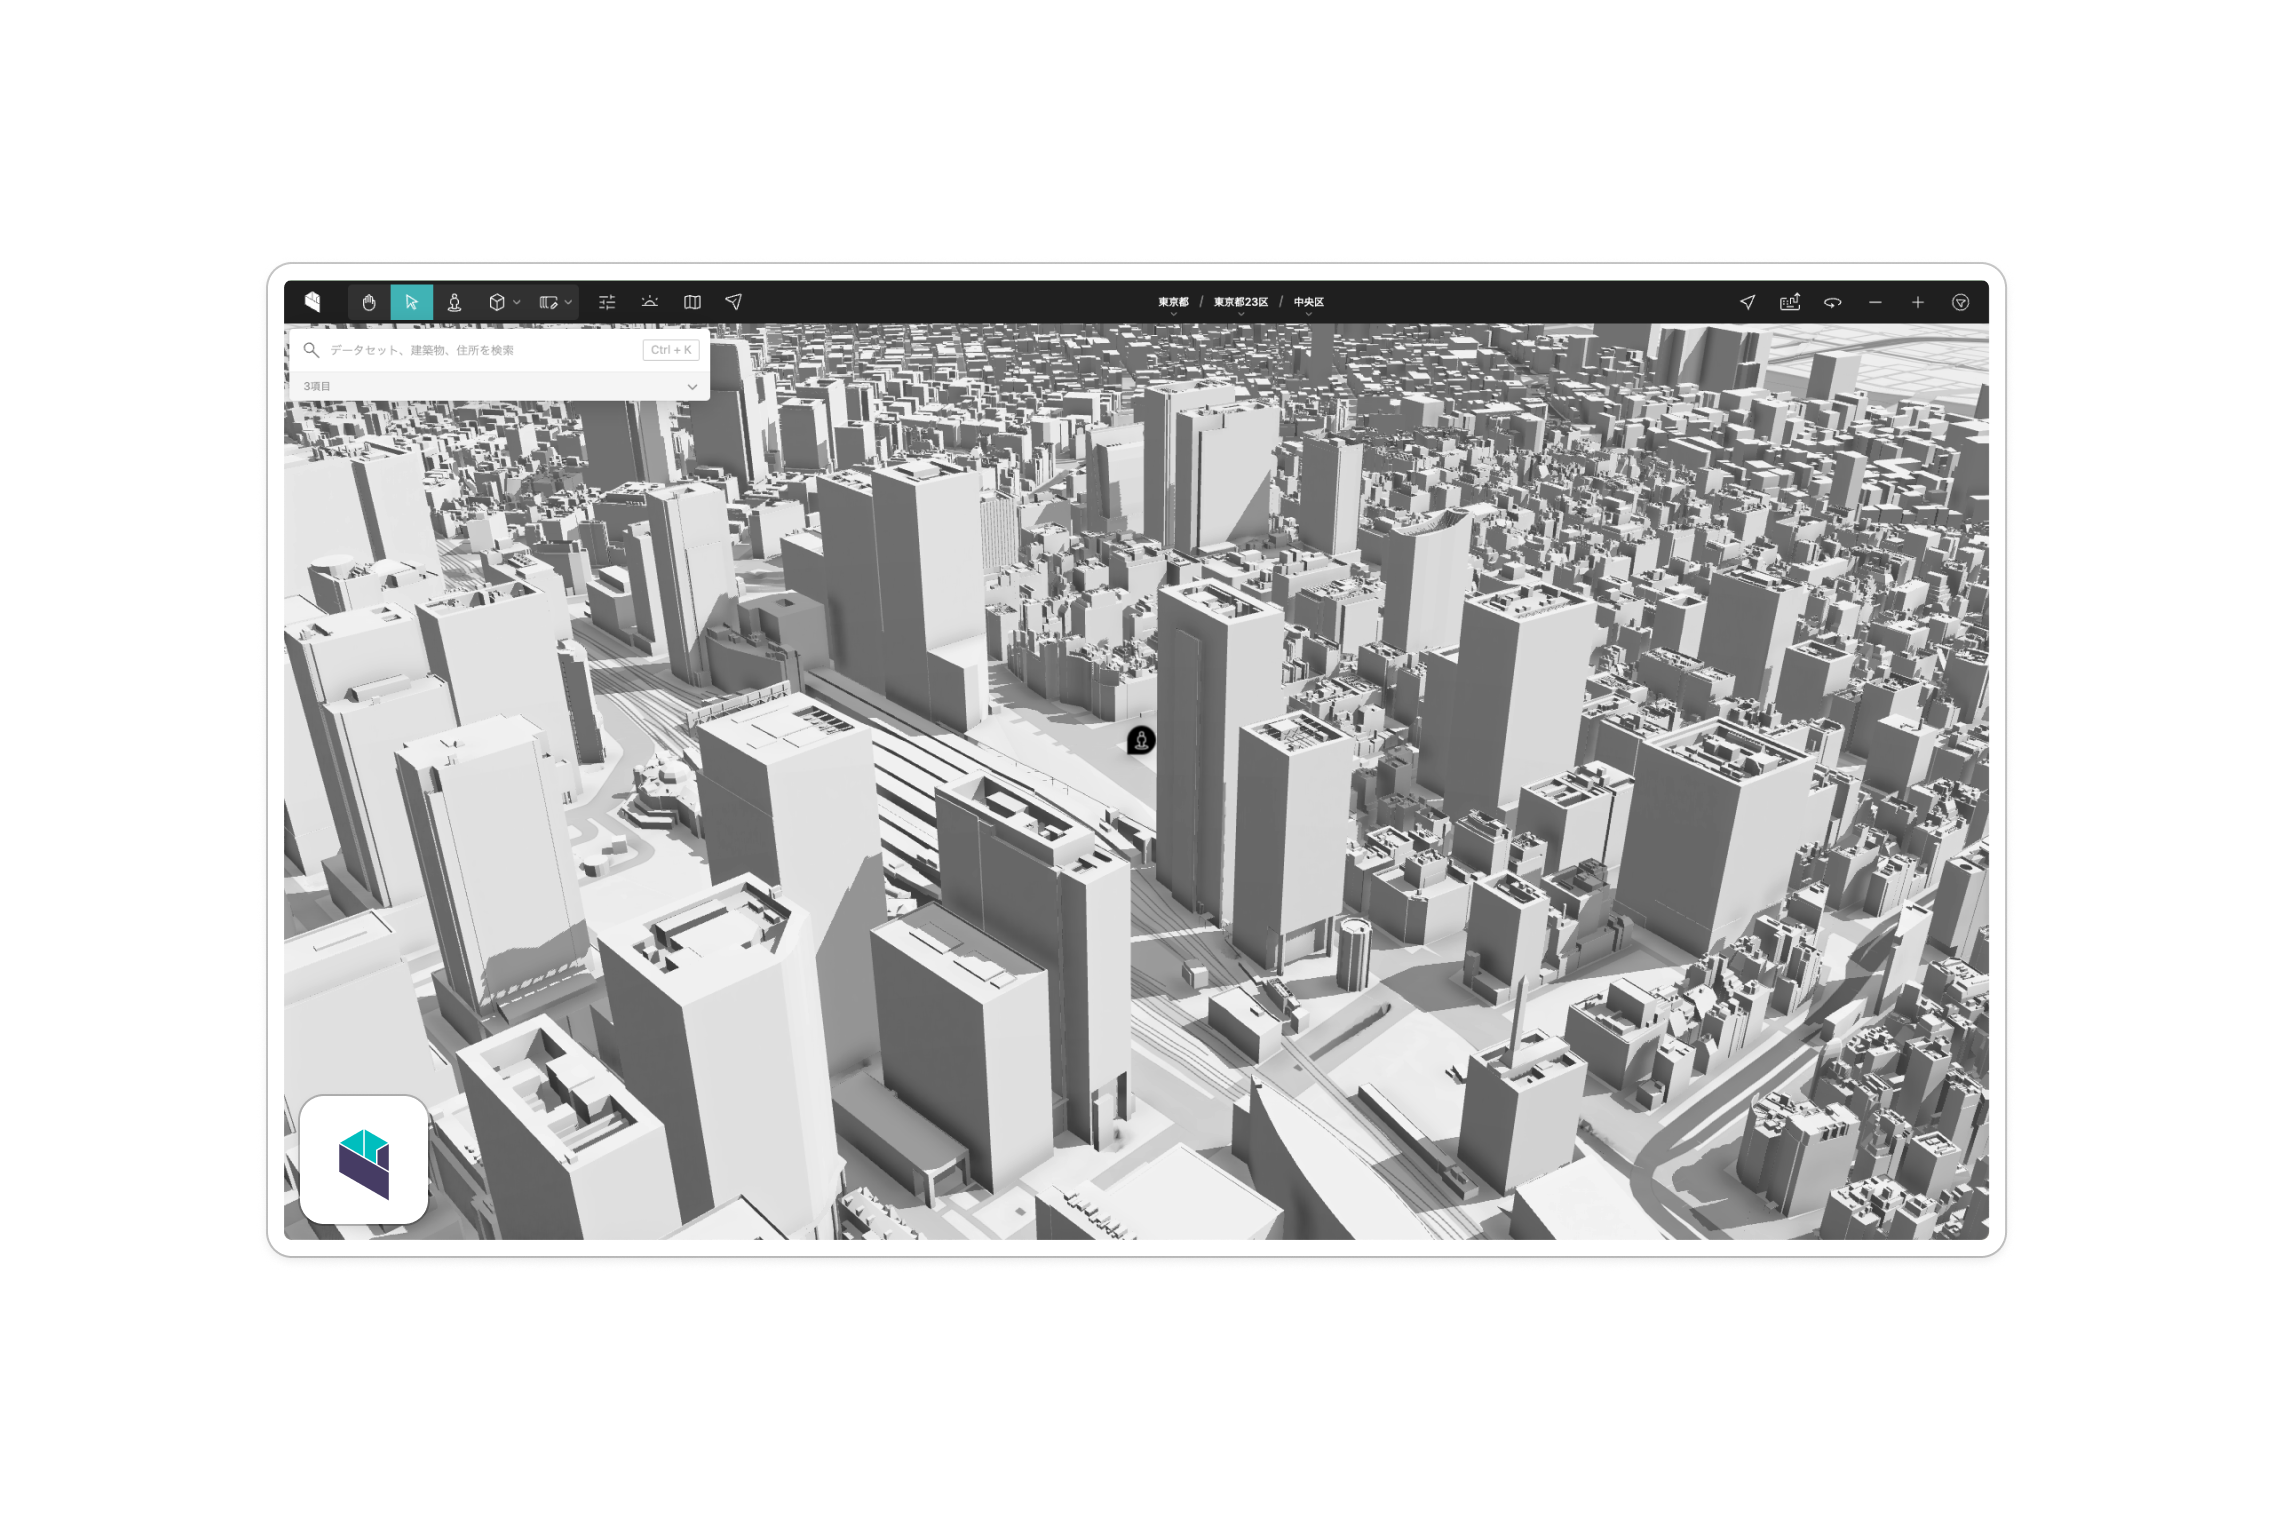 東京都 / 東京都23区 / 中央区
データセット、建築物、住所を検索 Ctrl + K
3項目